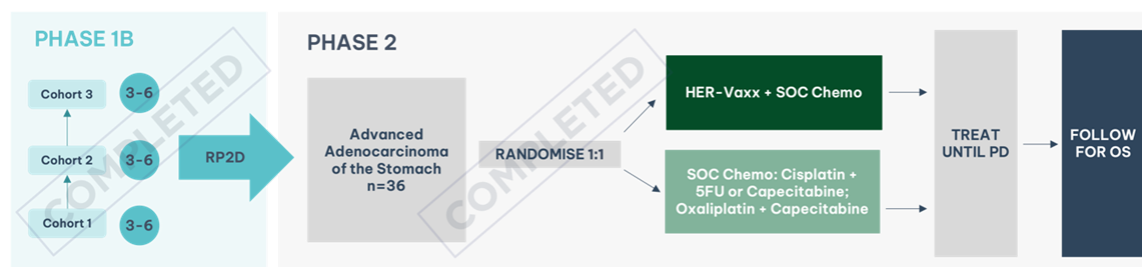 PHASE 1B
Cohort 3
3-6
Cohort 2
3-6
Cohort 1
3-6
COMPLETED
RP2D
PHASE 2
Advanced
Adenocarcinoma
of the Stomach
n=36
RANDOMISE 1:1
COMPLETED
HER-Vaxx + SOC Chemo
SOC Chemo: Cisplatin +
5FU or Capecitabine;
Oxaliplatin + Capecitabine
TREAT
UNTIL PD
FOLLOW
FOR OS